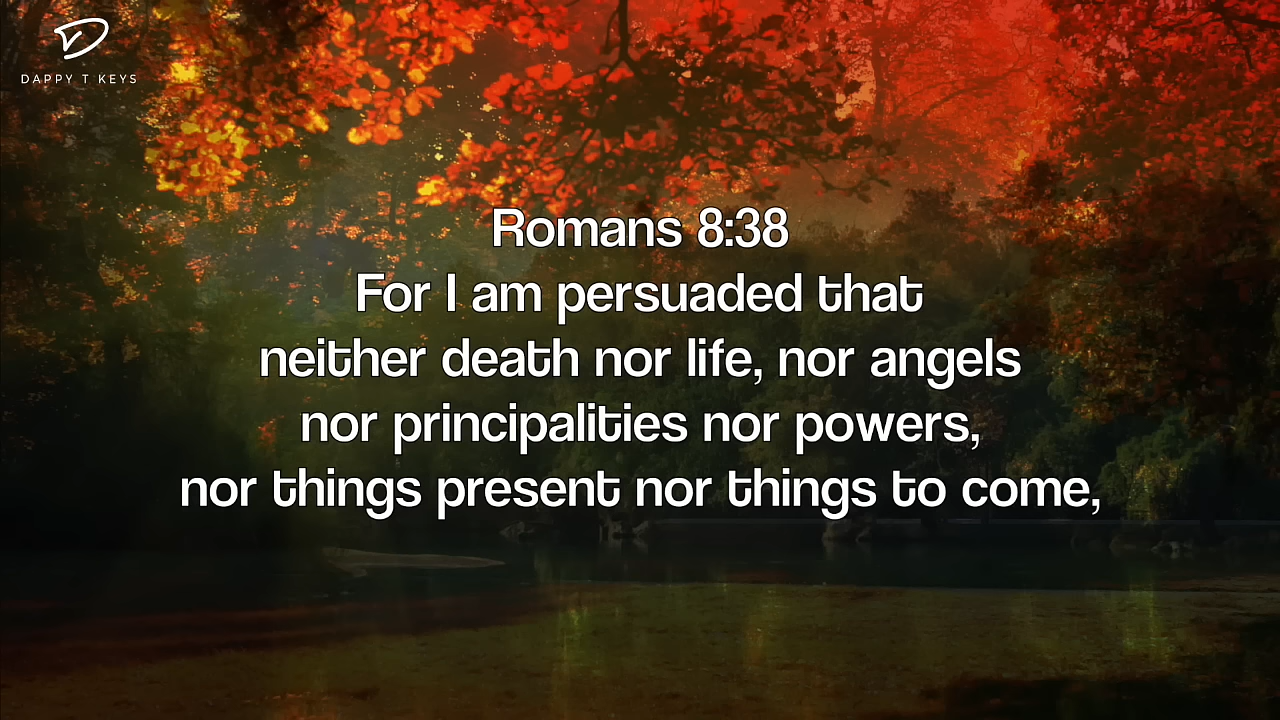 DAPPY T KEYS
Romans 8:38
For I am persuaded that
neither death nor life, nor angels
nor principalities nor powers,
nor things present nor things to come,